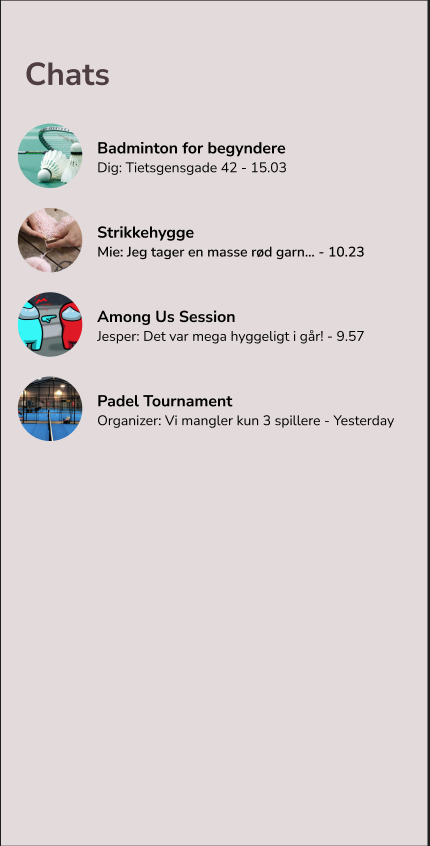 Chats
Badminton for begyndere
Dig: Tietsgensgade 42 - 15.03
Strikkehygge
Mie: Jeg tager en masse rød garn... - 10.23
Among Us Session
Jesper: Det var mega hyggeligt i går! - 9.57
Padel Tournament
Organizer: Vi mangler kun 3 spillere - Yesterday